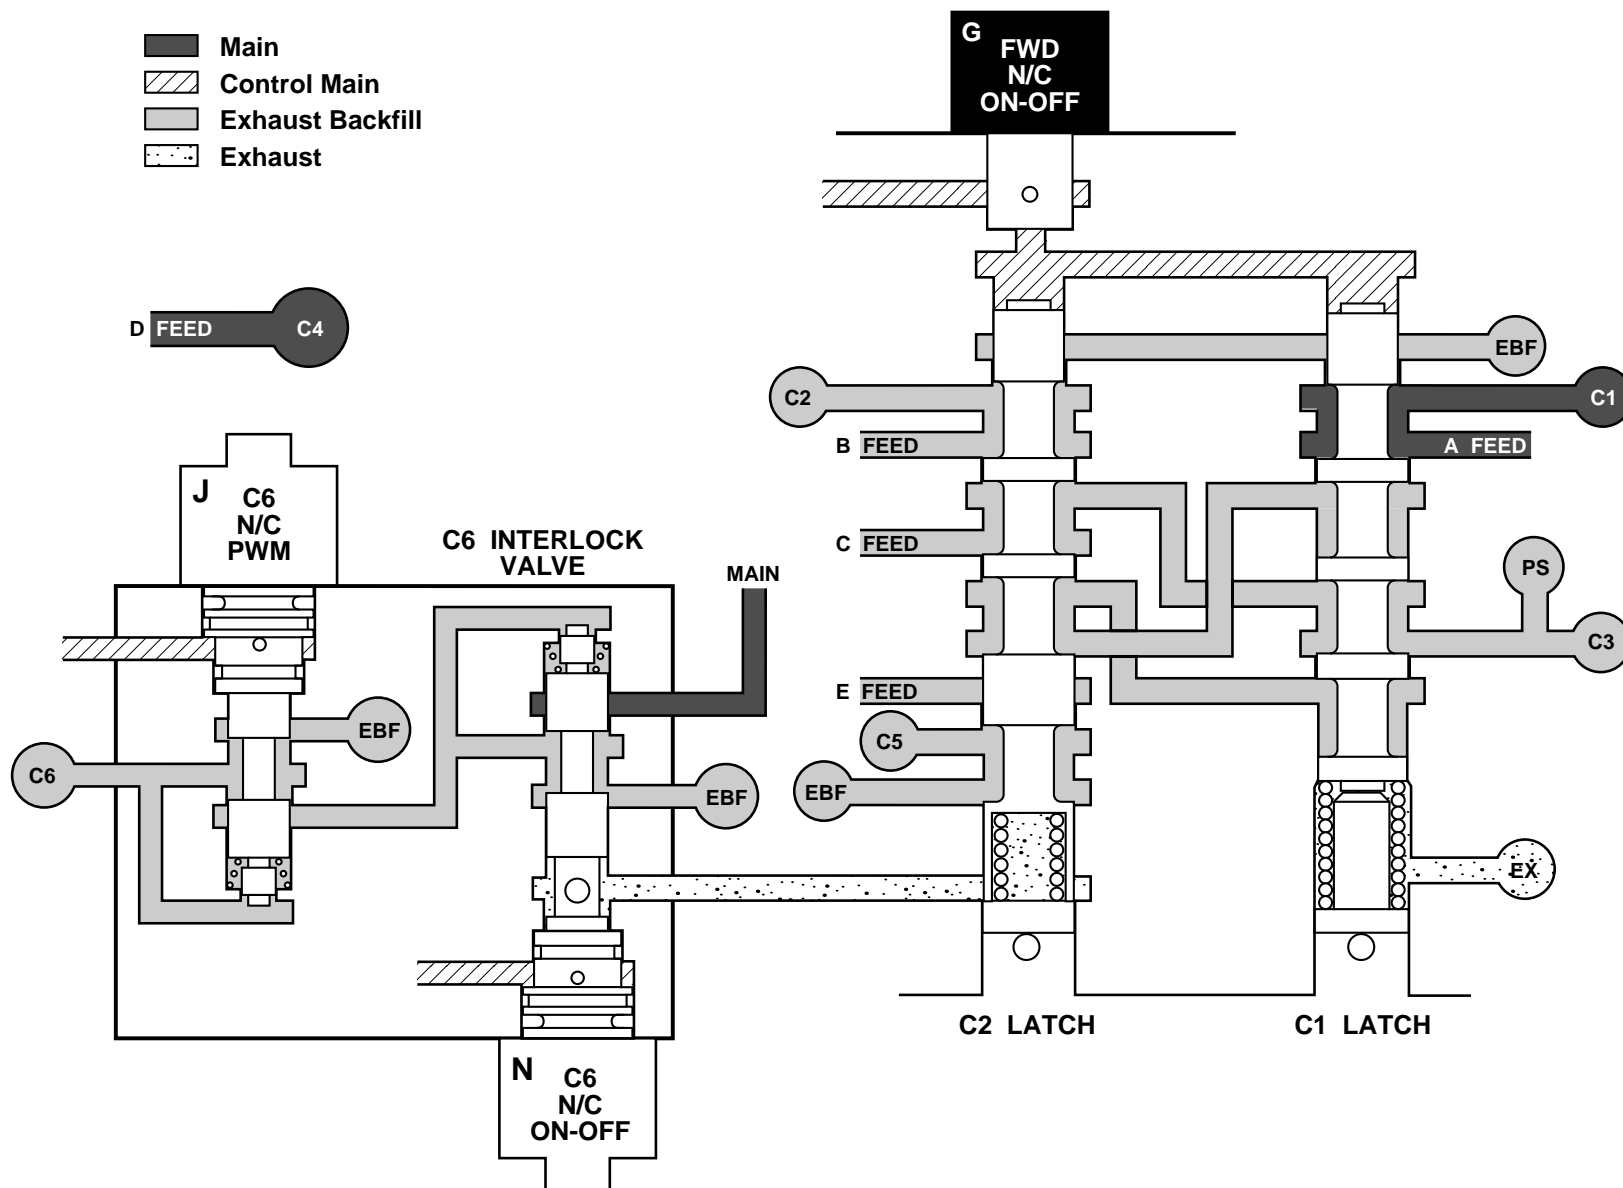 Main
Control Main
Exhaust Backfill
Exhaust
G
FWD
N/C
ON-OFF
D FEED
C4
EBF
C2
C1
B FEED
A FEED
J
C6
N/C
PWM
C6 INTERLOCK
VALVE
MAIN
C FEED
PS
C3
E FEED
EBF
C6
C5
EBF
EBF
EX
C2 LATCH
C1 LATCH
N
C6
N/C
ON-OFF